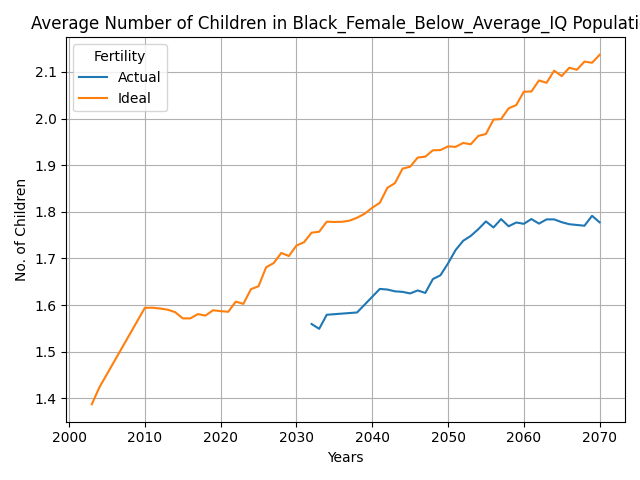 Average Number of Children in Black_Female_Below_Average_IQ Populati
Fertility
Actual
Ideal
No. of Children
2.1
2.0
1.9
1.8
1.7
1.6
1.5
1.4
2000 2010 2020 2030 2040 2050 2060 2070
Years